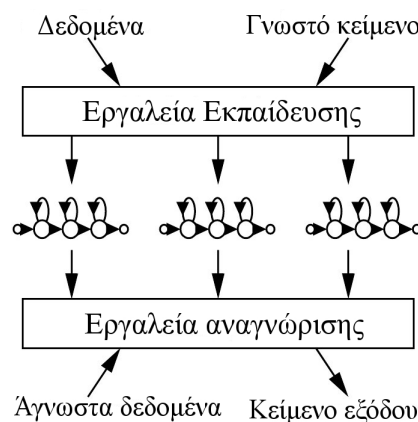 Δεδομένα
Γνωστό κείμενο
Εργαλεία Εκπαίδευσης
Εργαλεία αναγνώρισης
Άγνωστα δεδομένα
Κείμενο εξόδου